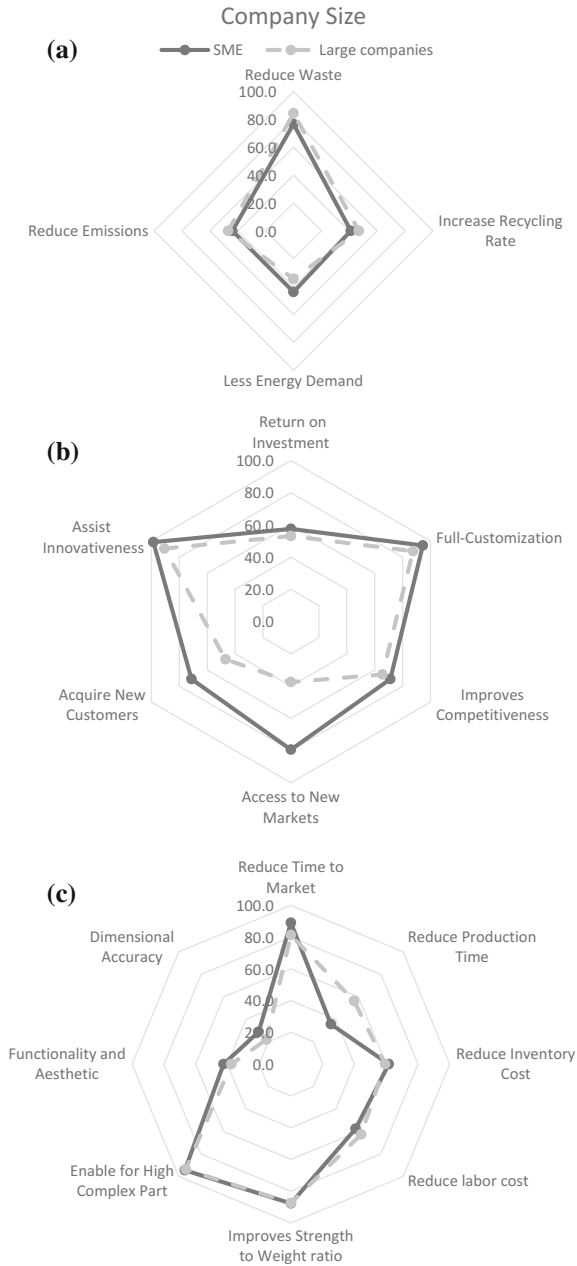 Company Size
(a)
SME
Large companies
Reduce Waste
100.0
80.0
60.0
40.0
20.0
0.0
Reduce Emissions
Increase Recycling
Rate
Less Energy Demand
(b)
Return on
Investment
100.0
80.0
60.0
40.0
20.0
0.0
Assist
Innovativeness
Full-Customization
Acquire New
Customers
Improves
Competitiveness
Access to New
Markets
(c)
Reduce Time to
Market
100.0
80.0
60.0
40.0
20.0
0.0
Dimensional
Accuracy
Reduce Production
Time
Functionality and
Aesthetic
Reduce Inventory
Cost
Enable for High
Complex Part
Reduce labor cost
Improves Strength
to Weight ratio